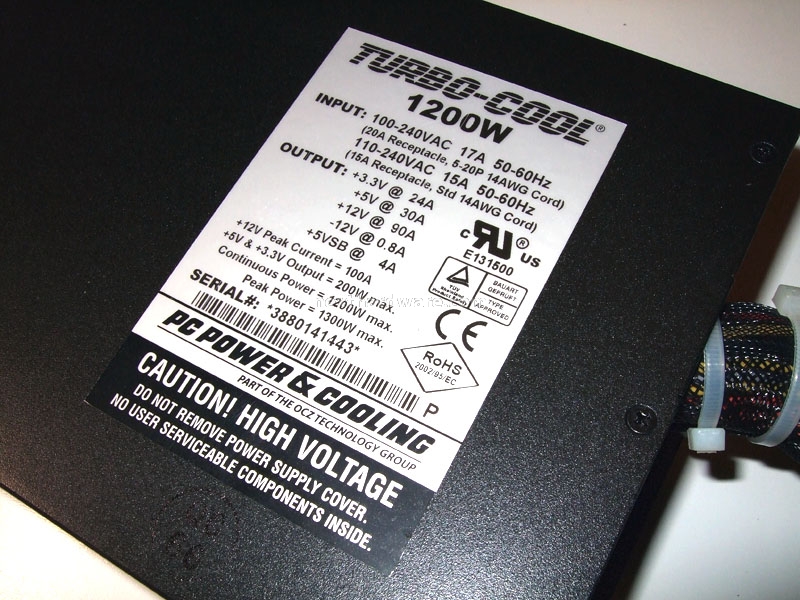 TURBO-COOL®
1200W
INPUT: 100-240VAC 17A 50-60Hz
(20A Receptacle, 5-20P 14AWG Cord)
110-240VAC 15A 50-60Hz
(15A Receptacle, Std 14AWG Cord)
OUTPUT: +3.3V @ 24A
+5V @ 30A
+12V @ 90A
-12V @ 0.8A
+5VSB @ 4A
+12V Peak Current = 100A
+5V & +3.3V Output = 200W max.
Continuous Power = 1200W max.
Peak Power = 1300W max.
c RU® US
E131500
TÜV
Product Safety
BAUART
GEPRÜFT
TYPE
APPROVED
CE
RoHS
2002/95/EC
SERIAL#: *3880141443*
P
PC POWER & COOLING
PART OF THE OCZ TECHNOLOGY GROUP
CAUTION! HIGH VOLTAGE
DO NOT REMOVE POWER SUPPLY COVER.
NO USER SERVICEABLE COMPONENTS INSIDE.